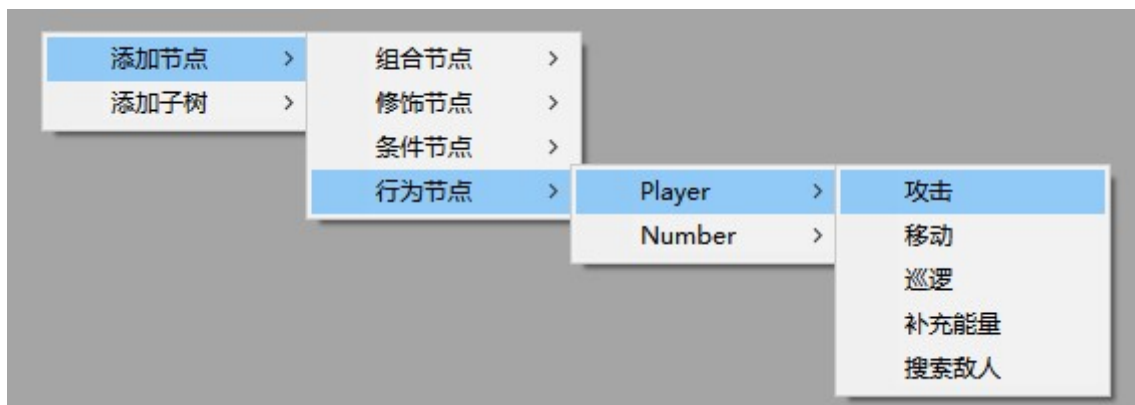 添加节点
添加子树
组合节点
修饰节点
条件节点
行为节点
Player
Number
攻击
移动
巡逻
补充能量
搜索敌人